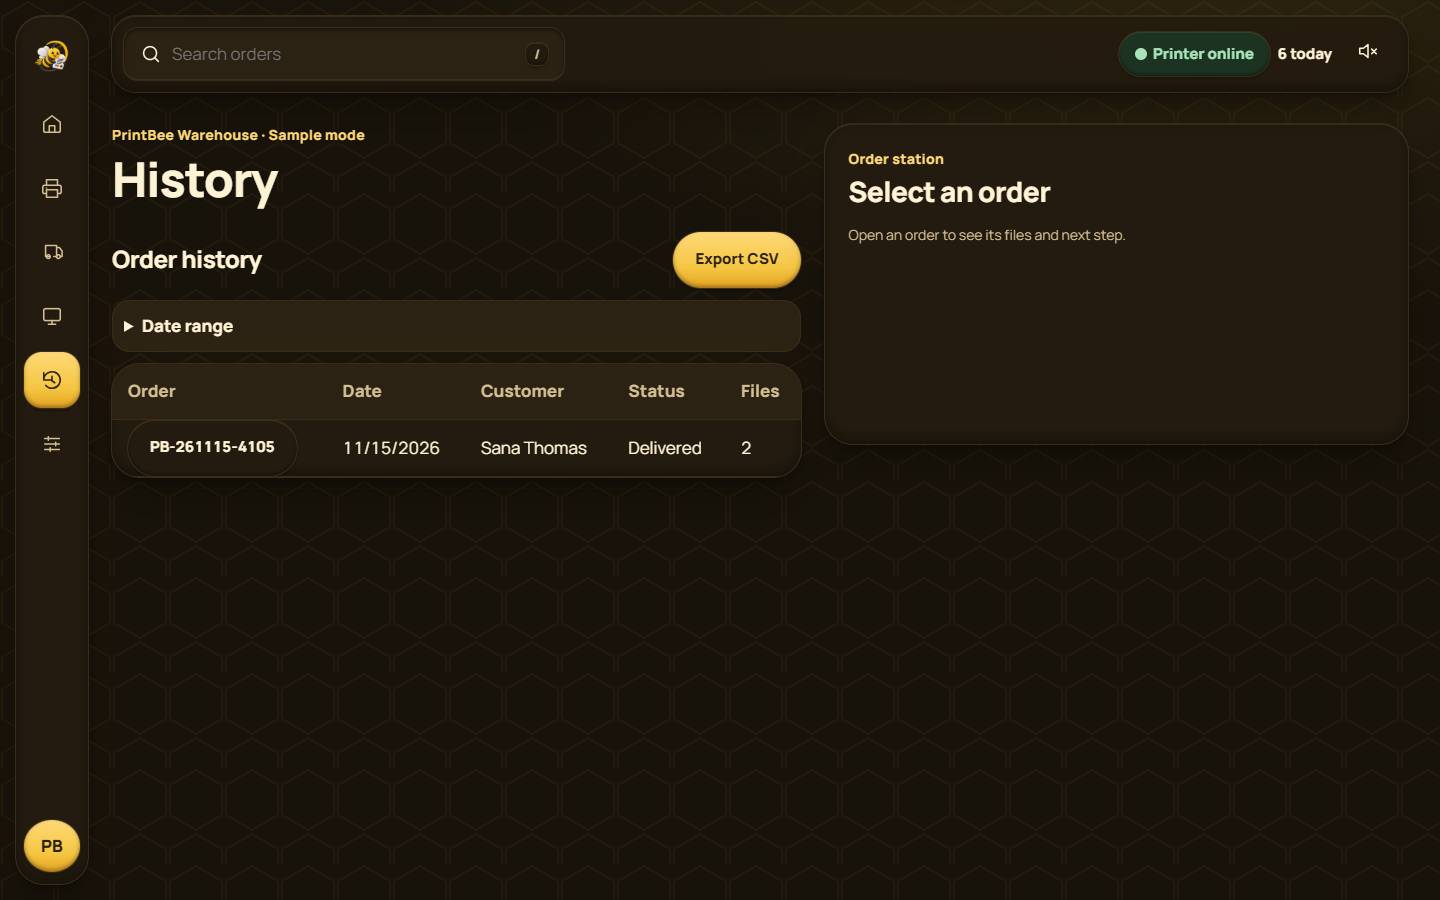 Search orders
/
Printer online
6 today
PrintBee Warehouse · Sample mode
History
Order history
Export CSV
Date range
Order Date Customer Status Files
PB-261115-4105 11/15/2026 Sana Thomas Delivered 2
Order station
Select an order
Open an order to see its files and next step.
PB